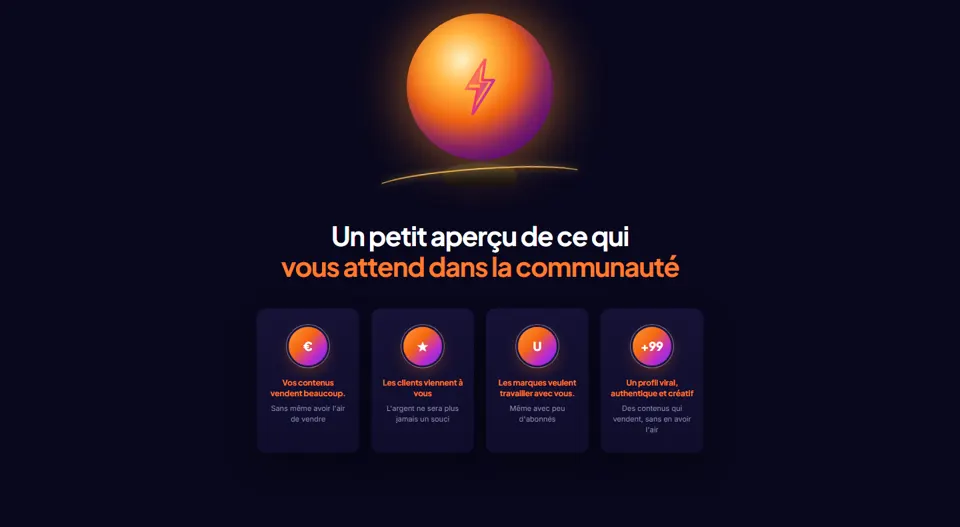 Un petit aperçu de ce qui
vous attend dans la communauté
€
Vos contenus
vendent beaucoup.
Sans même avoir l'air
de vendre
★
Les clients viennent à
vous
L'argent ne sera plus
jamais un souci
U
Les marques veulent
travailler avec vous.
Même avec peu
d'abonnés
+99
Un profil viral,
authentique et créatif
Des contenus qui
vendent, sans en avoir
l'air